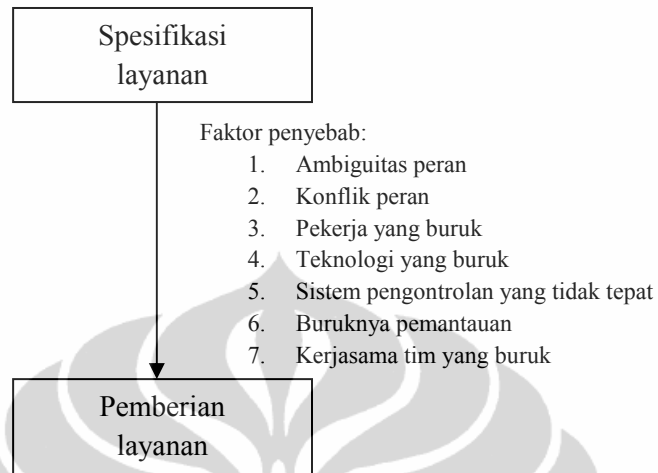 Spesifikasi
layanan
Faktor penyebab:
1. Ambiguitas peran
2. Konflik peran
3. Pekerja yang buruk
4. Teknologi yang buruk
5. Sistem pengontrolan yang tidak tepat
6. Buruknya pemantauan
7. Kerjasama tim yang buruk
Pemberian
layanan